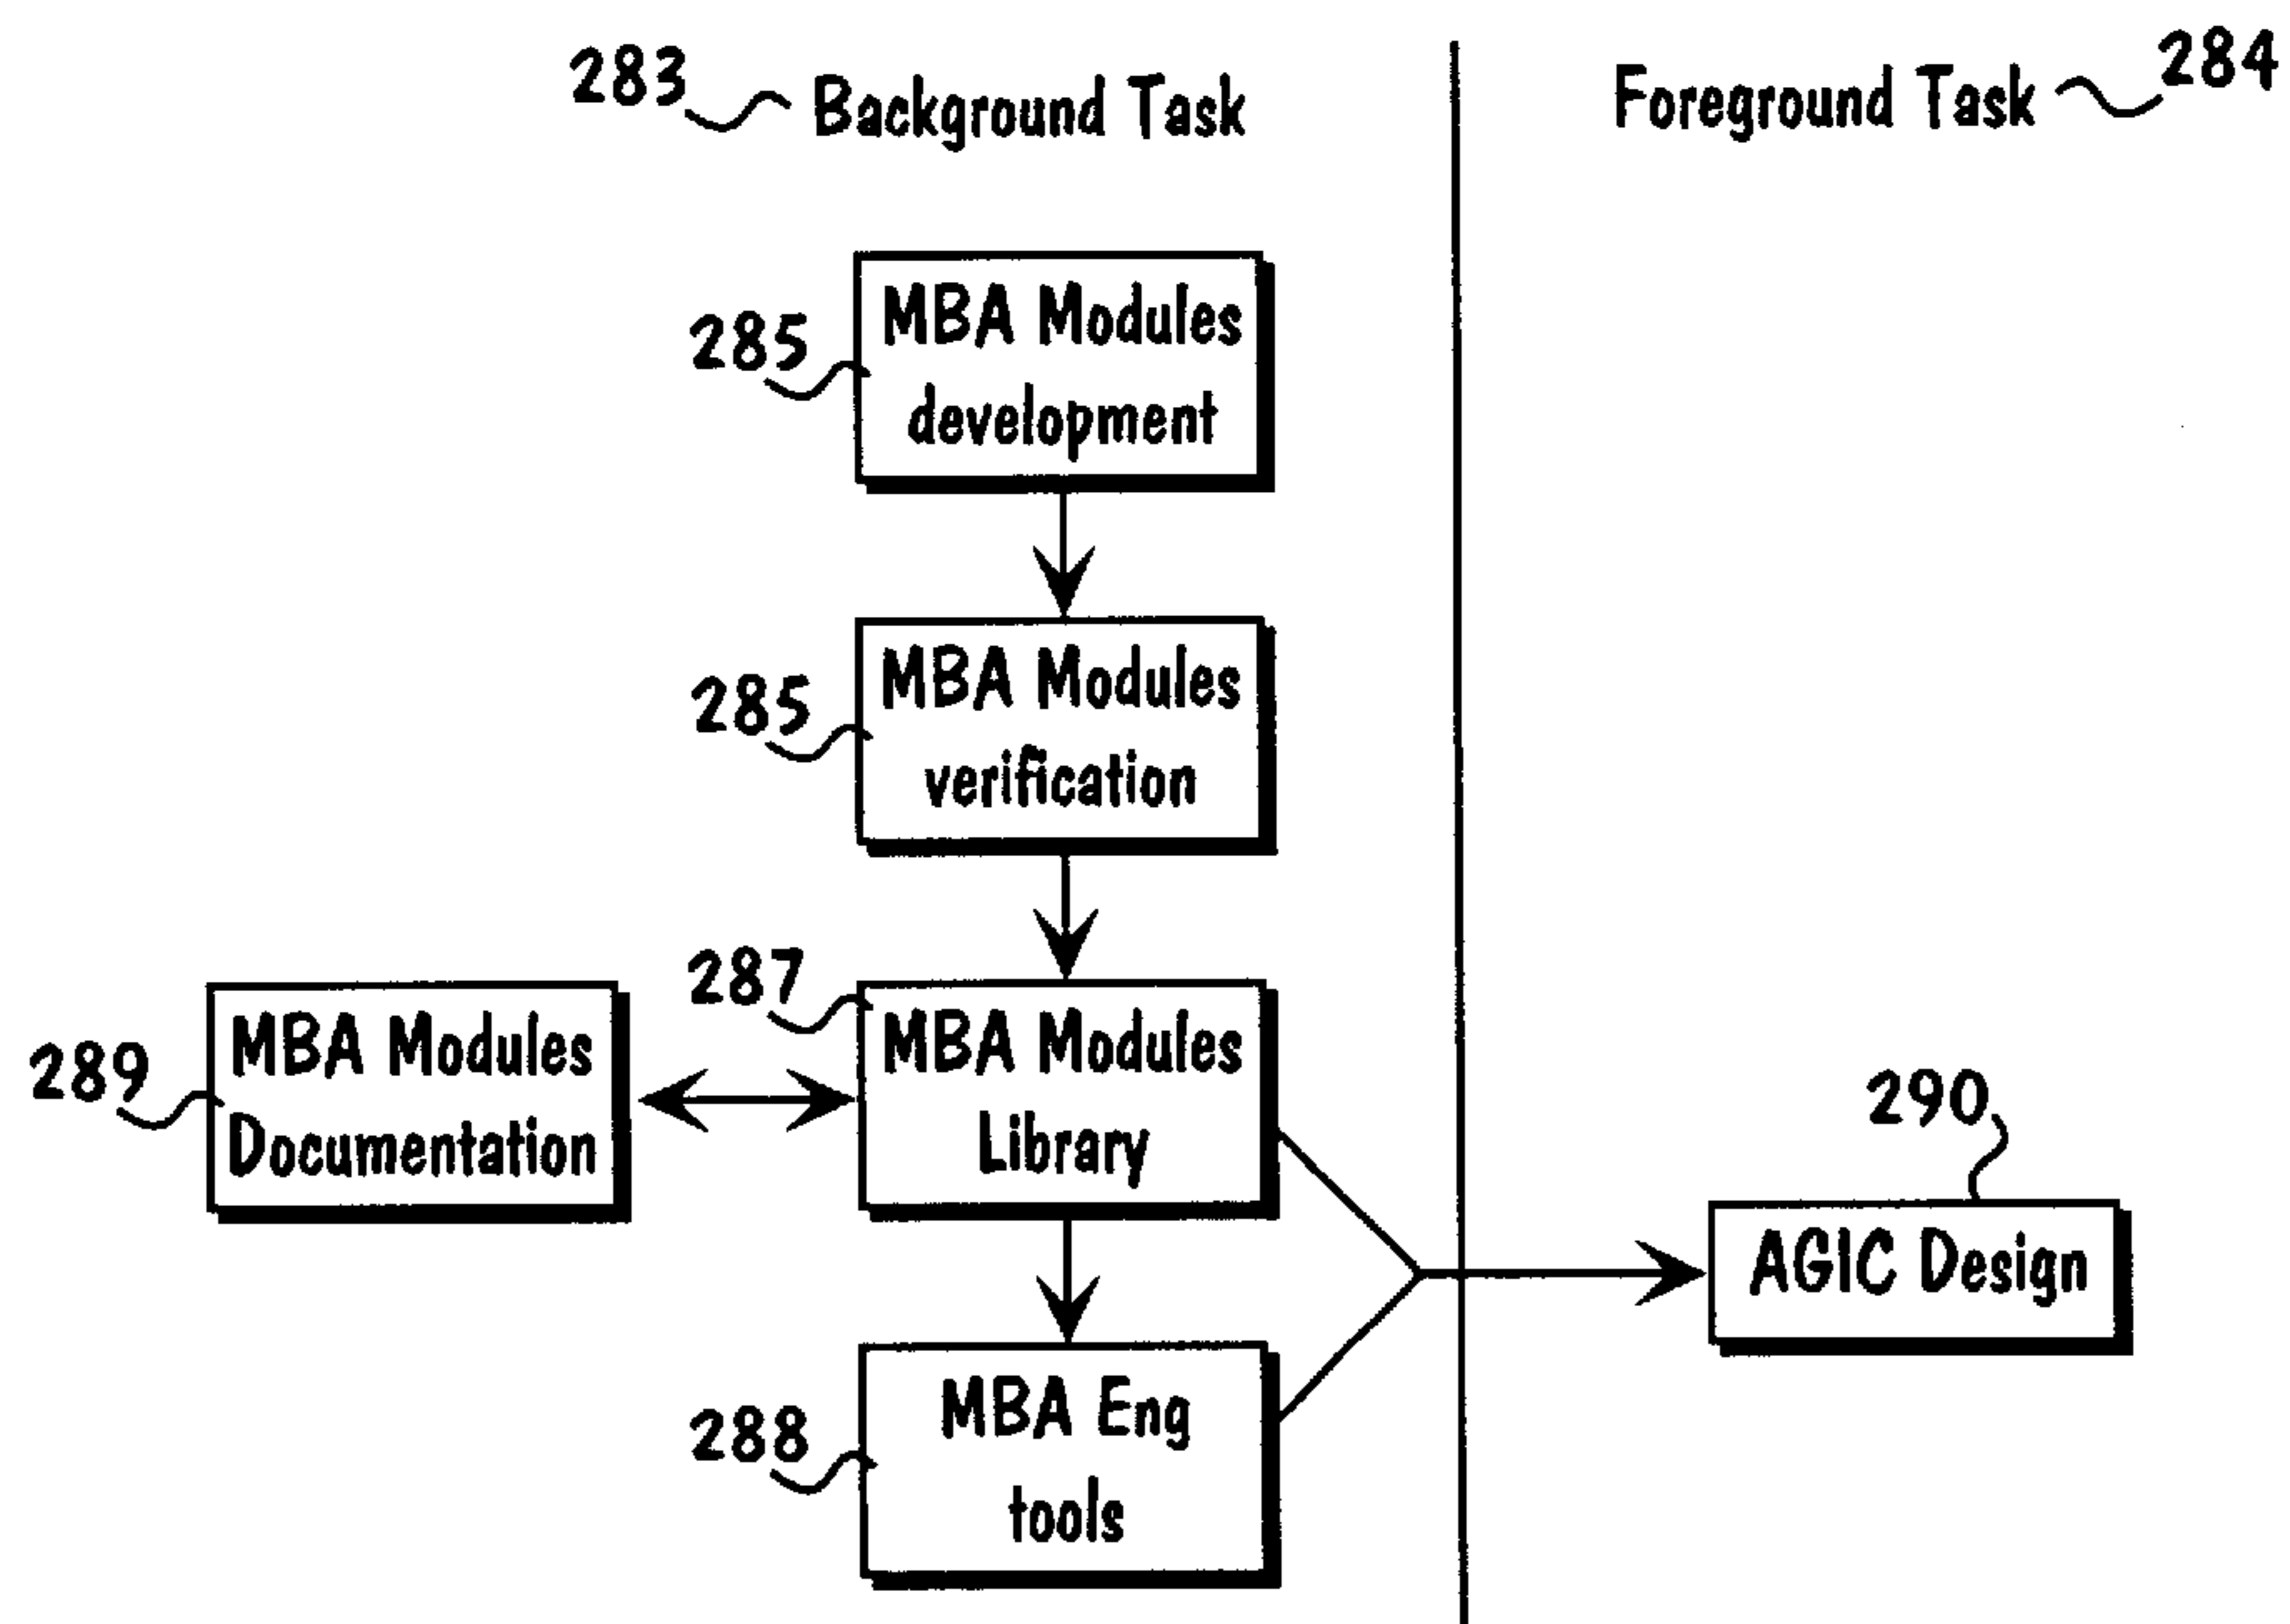 283
Background Task
Foreground Task
284
285
MBA Modules
development
285
MBA Modules
verification
289
MBA Modules
Documentation
287
MBA Modules
Library
290
AGIC Design
288
MBA Eng
tools